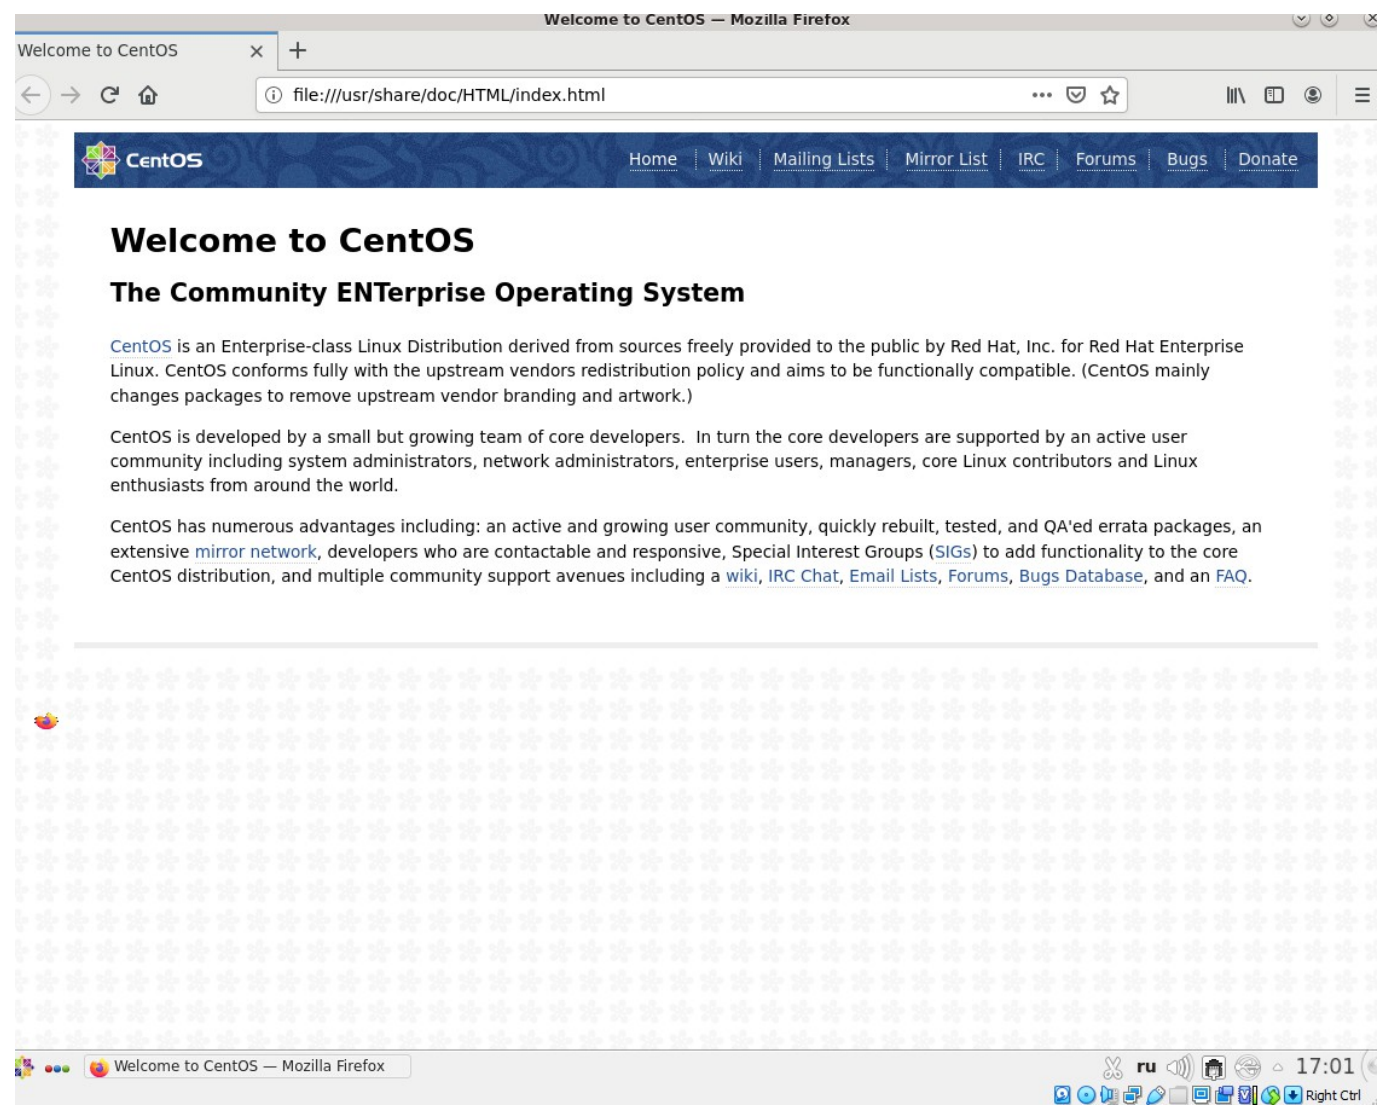 Welcome to CentOS — Mozilla Firefox
Welcome to CentOS
file:///usr/share/doc/HTML/index.html
CentOS Home Wiki Mailing Lists Mirror List IRC Forums Bugs Donate
Welcome to CentOS
The Community ENTerprise Operating System
CentOS is an Enterprise-class Linux Distribution derived from sources freely provided to the public by Red Hat, Inc. for Red Hat Enterprise
Linux. CentOS conforms fully with the upstream vendors redistribution policy and aims to be functionally compatible. (CentOS mainly
changes packages to remove upstream vendor branding and artwork.)
CentOS is developed by a small but growing team of core developers.  In turn the core developers are supported by an active user
community including system administrators, network administrators, enterprise users, managers, core Linux contributors and Linux
enthusiasts from around the world.
CentOS has numerous advantages including: an active and growing user community, quickly rebuilt, tested, and QA'ed errata packages, an
extensive mirror network, developers who are contactable and responsive, Special Interest Groups (SIGs) to add functionality to the core
CentOS distribution, and multiple community support avenues including a wiki, IRC Chat, Email Lists, Forums, Bugs Database, and an FAQ.
Welcome to CentOS — Mozilla Firefox ru 17:01
Right Ctrl